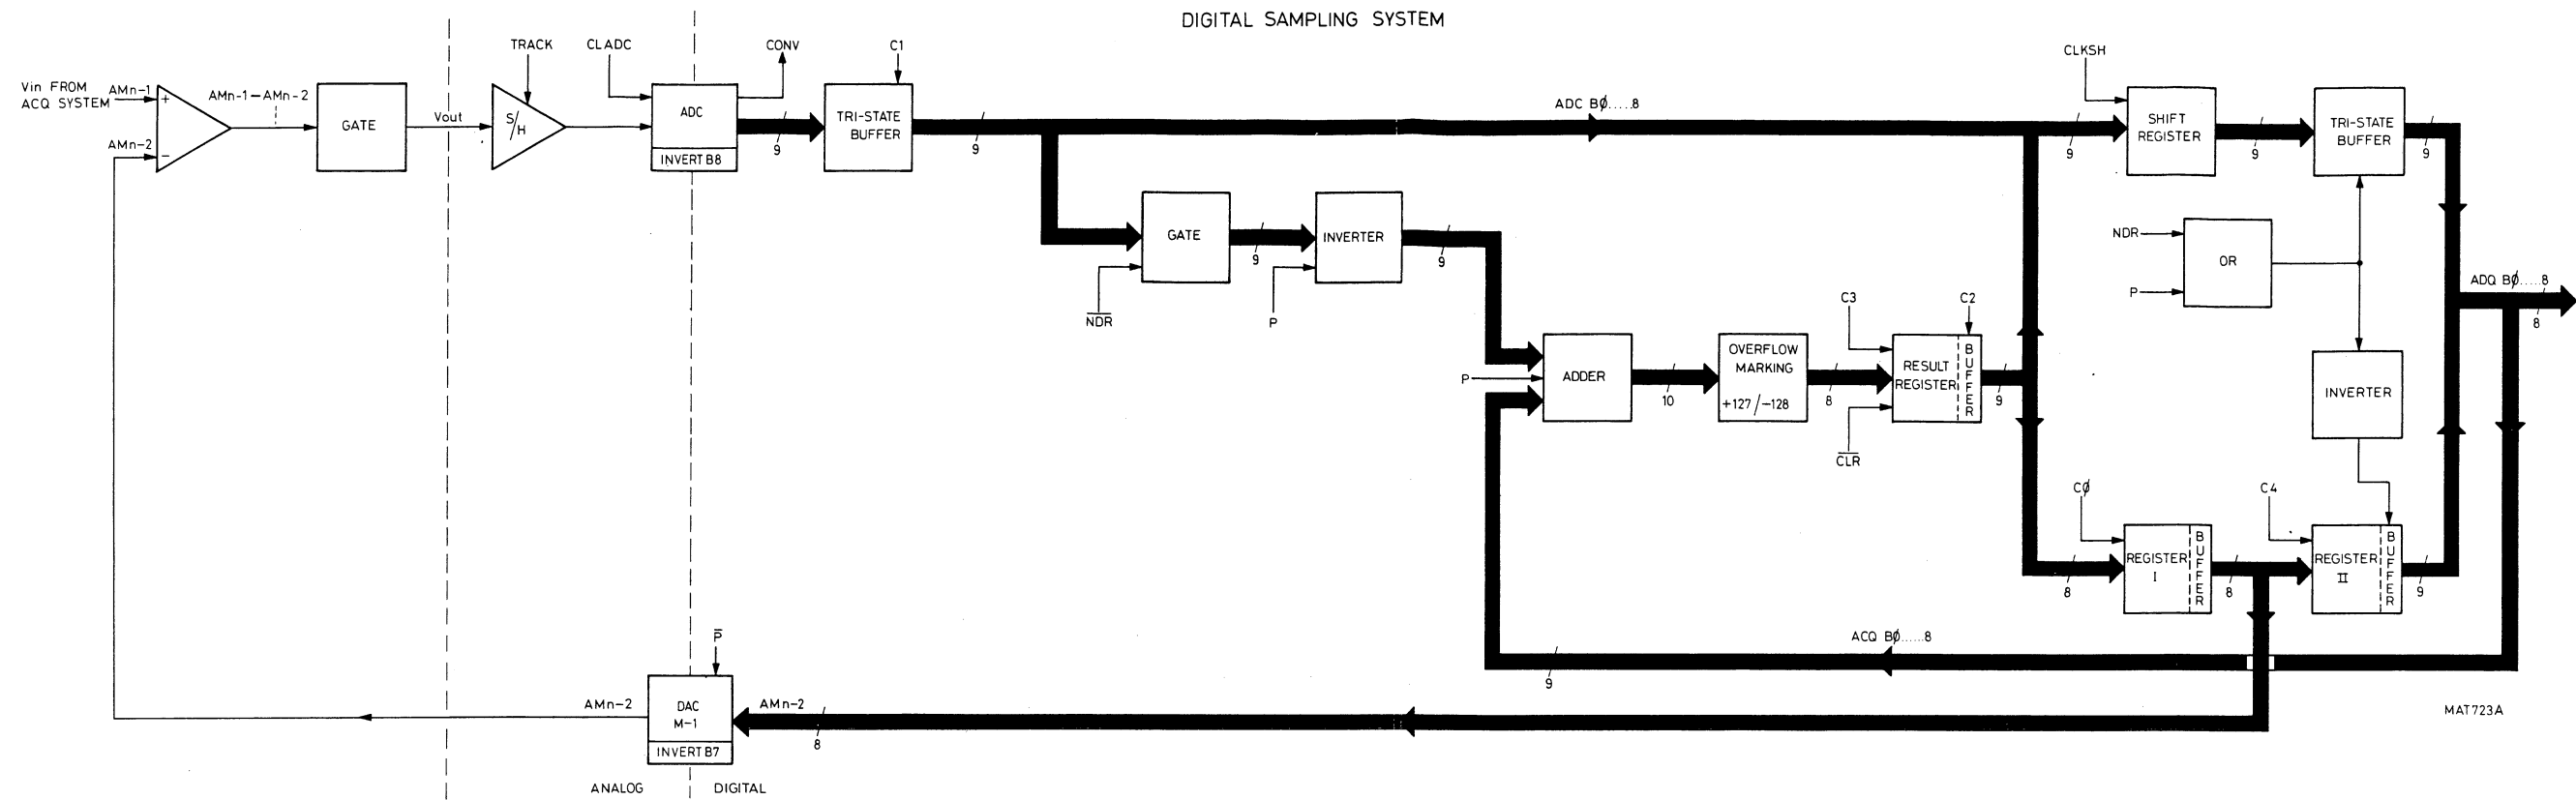 DIGITAL SAMPLING SYSTEM
Vin FROM
ACQ SYSTEM
AMn-1
+
AMn-2
−
AMn-1—AMn-2
GATE
Vout
TRACK
S/H
CLADC
CONV
ADC
INVERT B8
9
C1
TRI-STATE
BUFFER
9
ADC BØ.....8
GATE
NDR
9
INVERTER
P
9
P
ADDER
10
OVERFLOW
MARKING
+127/−128
8
C3
C2
RESULT
REGISTER
BUFFER
CLR
9
CLKSH
9
SHIFT
REGISTER
9
TRI-STATE
BUFFER
9
NDR
P
OR
INVERTER
ADQ BØ.....8
8
CØ
8
REGISTER
I
BUFFER
8
C4
REGISTER
II
BUFFER
9
ACQ BØ.....8
9
P
DAC
M-1
INVERT B7
AMn-2
AMn-2
8
ANALOG
DIGITAL
MAT723A